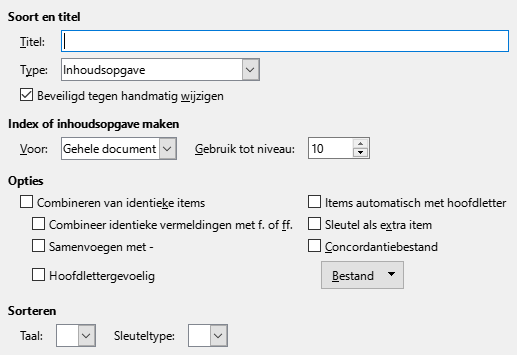 Soort en titel
Titel:
Type: Inhoudsopgave
Beveiligd tegen handmatig wijzigen
Index of inhoudsopgave maken
Voor: Gehele document Gebruik tot niveau: 10
Opties
Combineren van identieke items Items automatisch met hoofdletter
Combineer identieke vermeldingen met f. of ff. Sleutel als extra item
Samenvoegen met - Concordantiebestand
Hoofdlettergevoelig Bestand
Sorteren
Taal: Sleuteltype: